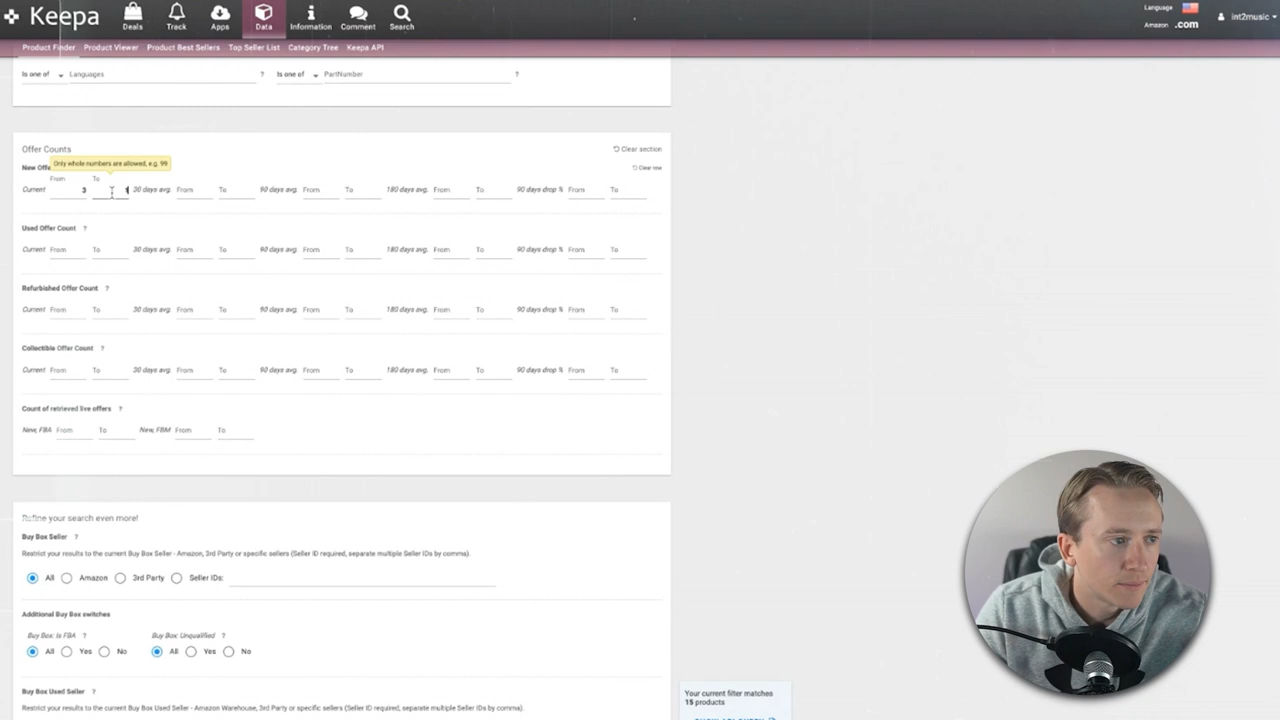 Keepa
Deals
Track
Apps
Data
Information
Comment
Search
Language
Amazon .com
int2music
Product Finder Product Viewer Product Best Sellers Top Seller List Category Tree Keepa API
Is one of Languages ? Is one of PartNumber ?
Offer Counts Clear section
Only whole numbers are allowed, e.g. 99
New Clear row
From To
Current 3 1 30 days avg. From To 90 days avg. From To 180 days avg. From To 90 days drop % From To
Used Offer Count ?
Current From To 30 days avg. From To 90 days avg. From To 180 days avg. From To 90 days drop % From To
Refurbished Offer Count ?
Current From To 30 days avg. From To 90 days avg. From To 180 days avg. From To 90 days drop % From To
Collectible Offer Count ?
Current From To 30 days avg. From To 90 days avg. From To 180 days avg. From To 90 days drop % From To
Count of retrieved live offers ?
New, FBA From To New, FBM From To
Refine your search even more!
Buy Box Seller ?
Restrict your results to the current Buy Box Seller - Amazon, 3rd Party or specific sellers (Seller ID required, separate multiple Seller IDs by comma).
All Amazon 3rd Party Seller IDs:
Additional Buy Box switches
Buy Box: Is FBA ? Buy Box: Unqualified ?
All Yes No All Yes No
Buy Box Used Seller ?
Restrict your results to the current Buy Box Used Seller - Amazon Warehouse, 3rd Party or specific sellers (Seller ID required, separate multiple Seller IDs by comma).
Your current filter matches
15 products